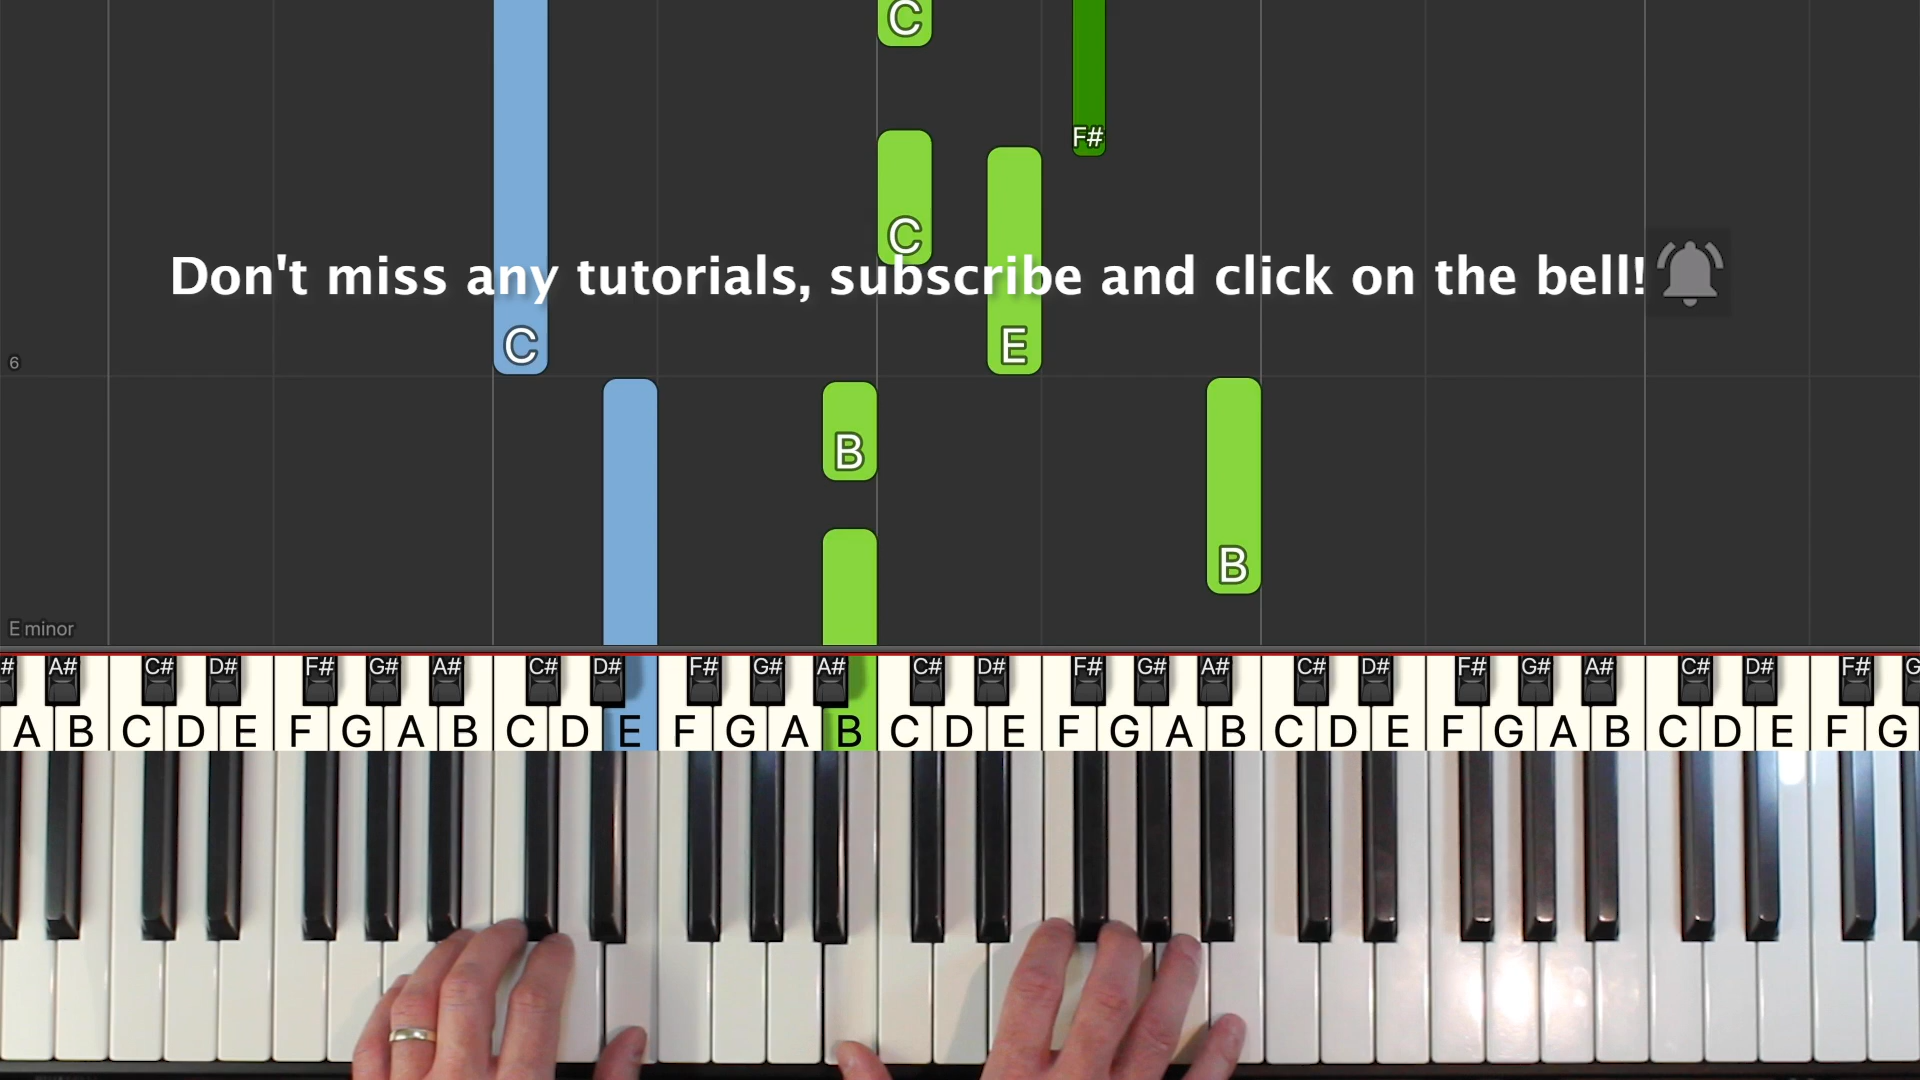 C
F#
C
Don't miss any tutorials, subscribe and click on the bell!
C E
6
B
B
E minor
# A# C# D# F# G# A# C# D# F# G# A# C# D# F# G# A# C# D# F# G# A# C# D# F# G
A B C D E F G A B C D E F G A B C D E F G A B C D E F G A B C D E F G